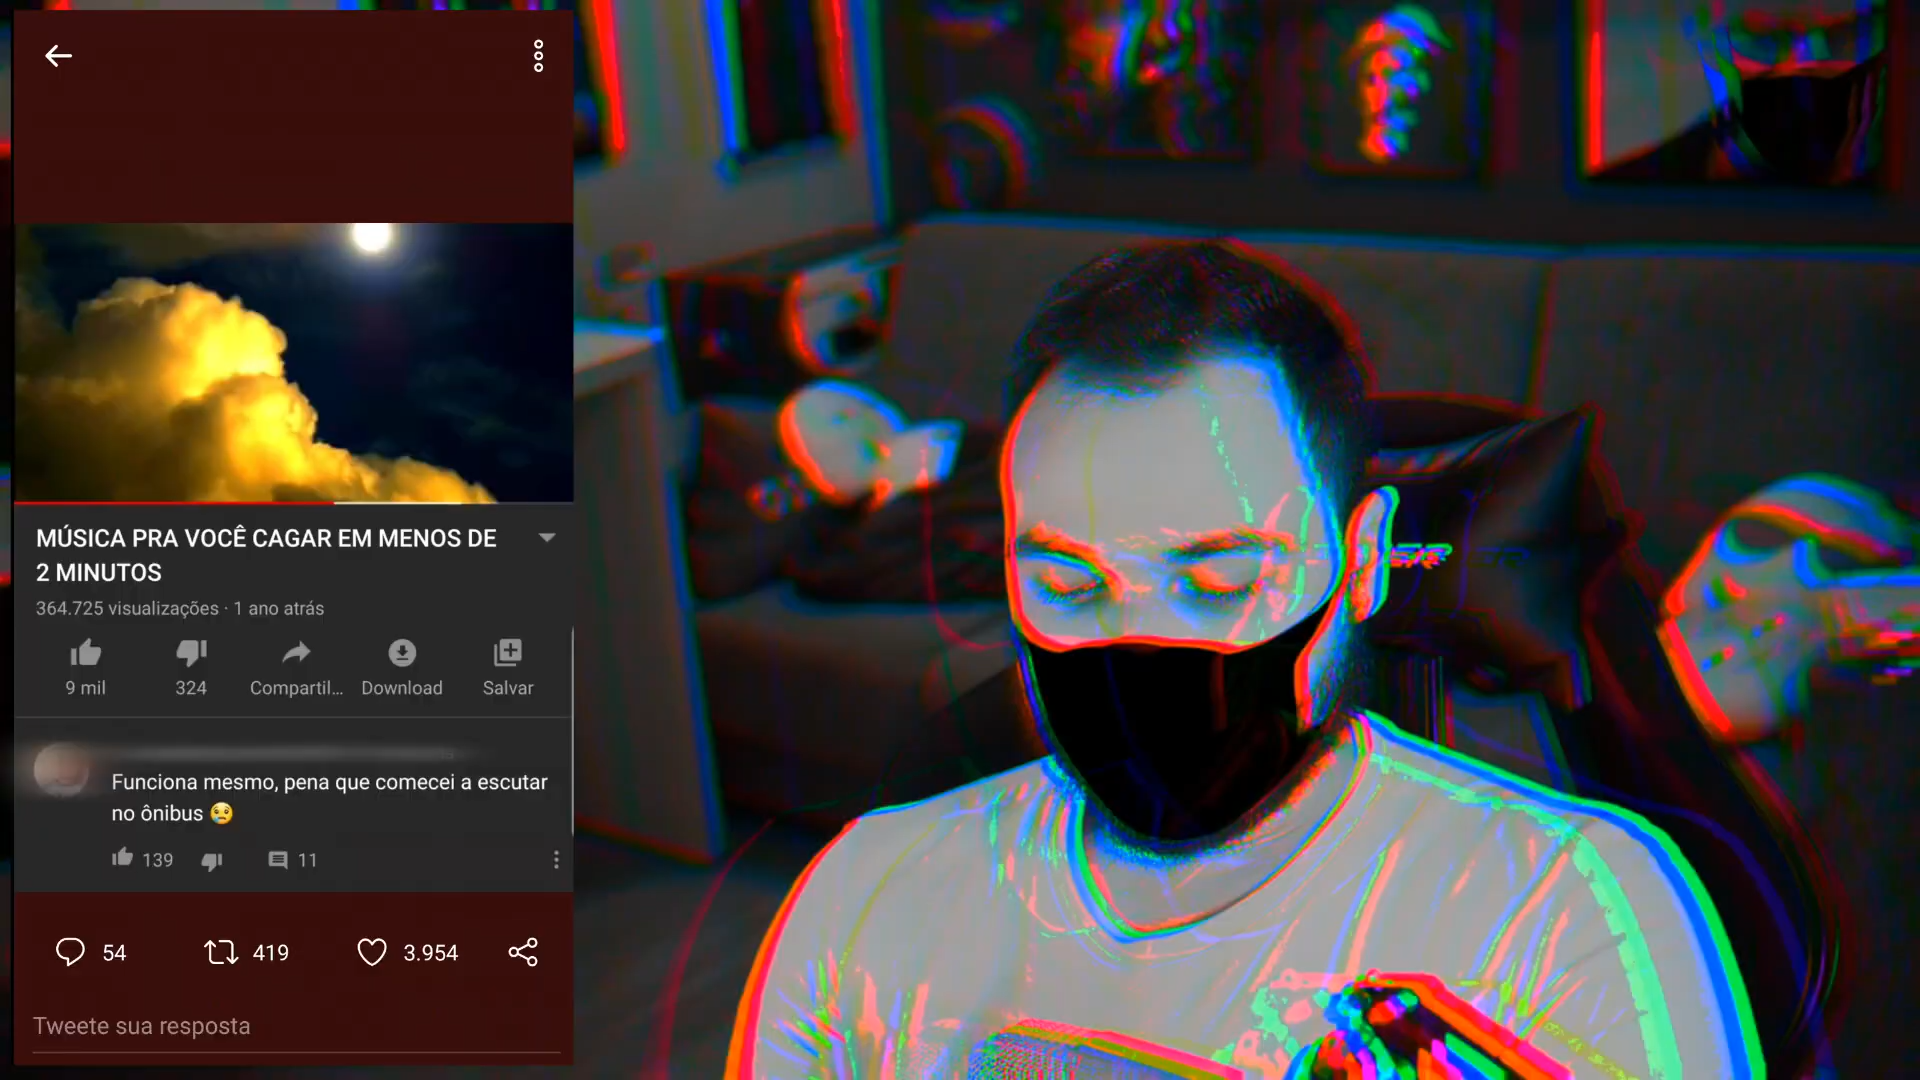 MÚSICA PRA VOCÊ CAGAR EM MENOS DE
2 MINUTOS
364.725 visualizações · 1 ano atrás
9 mil
324
Compartil...
Download
Salvar
Funciona mesmo, pena que comecei a escutar
no ônibus 😢
139
11
54
419
3.954
Tweete sua resposta